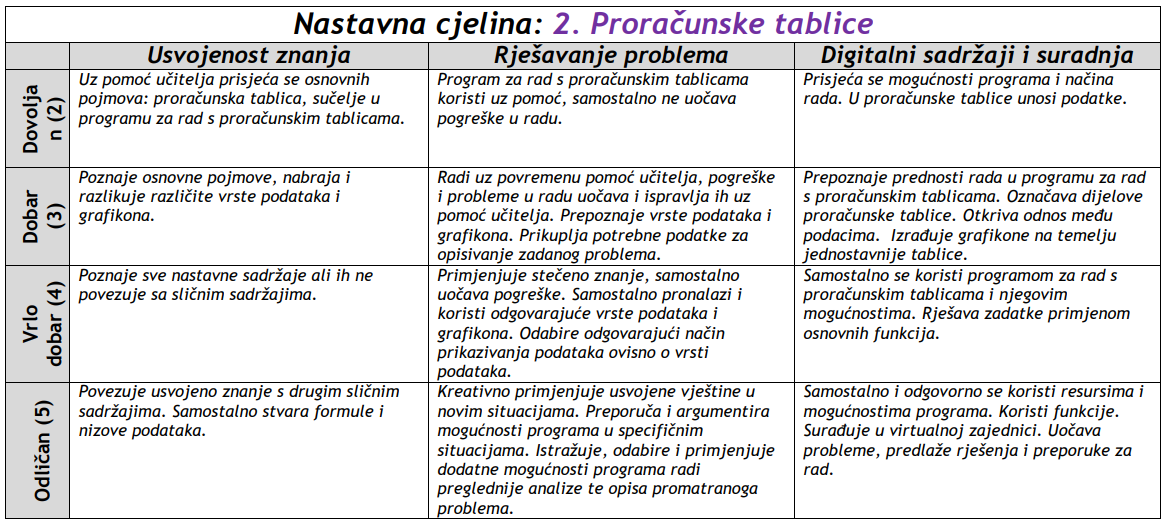 Nastavna cjelina: 2. Proračunske tablice
Usvojenost znanja
Rješavanje problema
Digitalni sadržaji i suradnja
Dovolja
n (2)
Uz pomoć učitelja prisjeća se osnovnih
pojmova: proračunska tablica, sučelje u
programu za rad s proračunskim tablicama.
Program za rad s proračunskim tablicama
koristi uz pomoć, samostalno ne uočava
pogreške u radu.
Prisjeća se mogućnosti programa i načina
rada. U proračunske tablice unosi podatke.
Dobar
(3)
Poznaje osnovne pojmove, nabraja i
razlikuje različite vrste podataka i
grafikona.
Radi uz povremenu pomoć učitelja, pogreške
i probleme u radu uočava i ispravlja ih uz
pomoć učitelja. Prepoznaje vrste podataka i
grafikona. Prikuplja potrebne podatke za
opisivanje zadanog problema.
Prepoznaje prednosti rada u programu za rad
s proračunskim tablicama. Označava dijelove
proračunske tablice. Otkriva odnos među
podacima. Izrađuje grafikone na temelju
jednostavnije tablice.
Vrlo
dobar (4)
Poznaje sve nastavne sadržaje ali ih ne
povezuje sa sličnim sadržajima.
Primjenjuje stečeno znanje, samostalno
uočava pogreške. Samostalno pronalazi i
koristi odgovarajuće vrste podataka i
grafikona. Odabire odgovarajući način
prikazivanja podataka ovisno o vrsti
podataka.
Samostalno se koristi programom za rad s
proračunskim tablicama i njegovim
mogućnostima. Rješava zadatke primjenom
osnovnih funkcija.
Odličan (5)
Povezuje usvojeno znanje s drugim sličnim
sadržajima. Samostalno stvara formule i
nizove podataka.
Kreativno primjenjuje usvojene vještine u
novim situacijama. Preporuča i argumentira
mogućnosti programa u specifičnim
situacijama. Istražuje, odabire i primjenjuje
dodatne mogućnosti programa radi
preglednije analize te opisa promatranoga
problema.
Samostalno i odgovorno se koristi resursima i
mogućnostima programa. Koristi funkcije.
Surađuje u virtualnoj zajednici. Uočava
probleme, predlaže rješenja i preporuke za
rad.